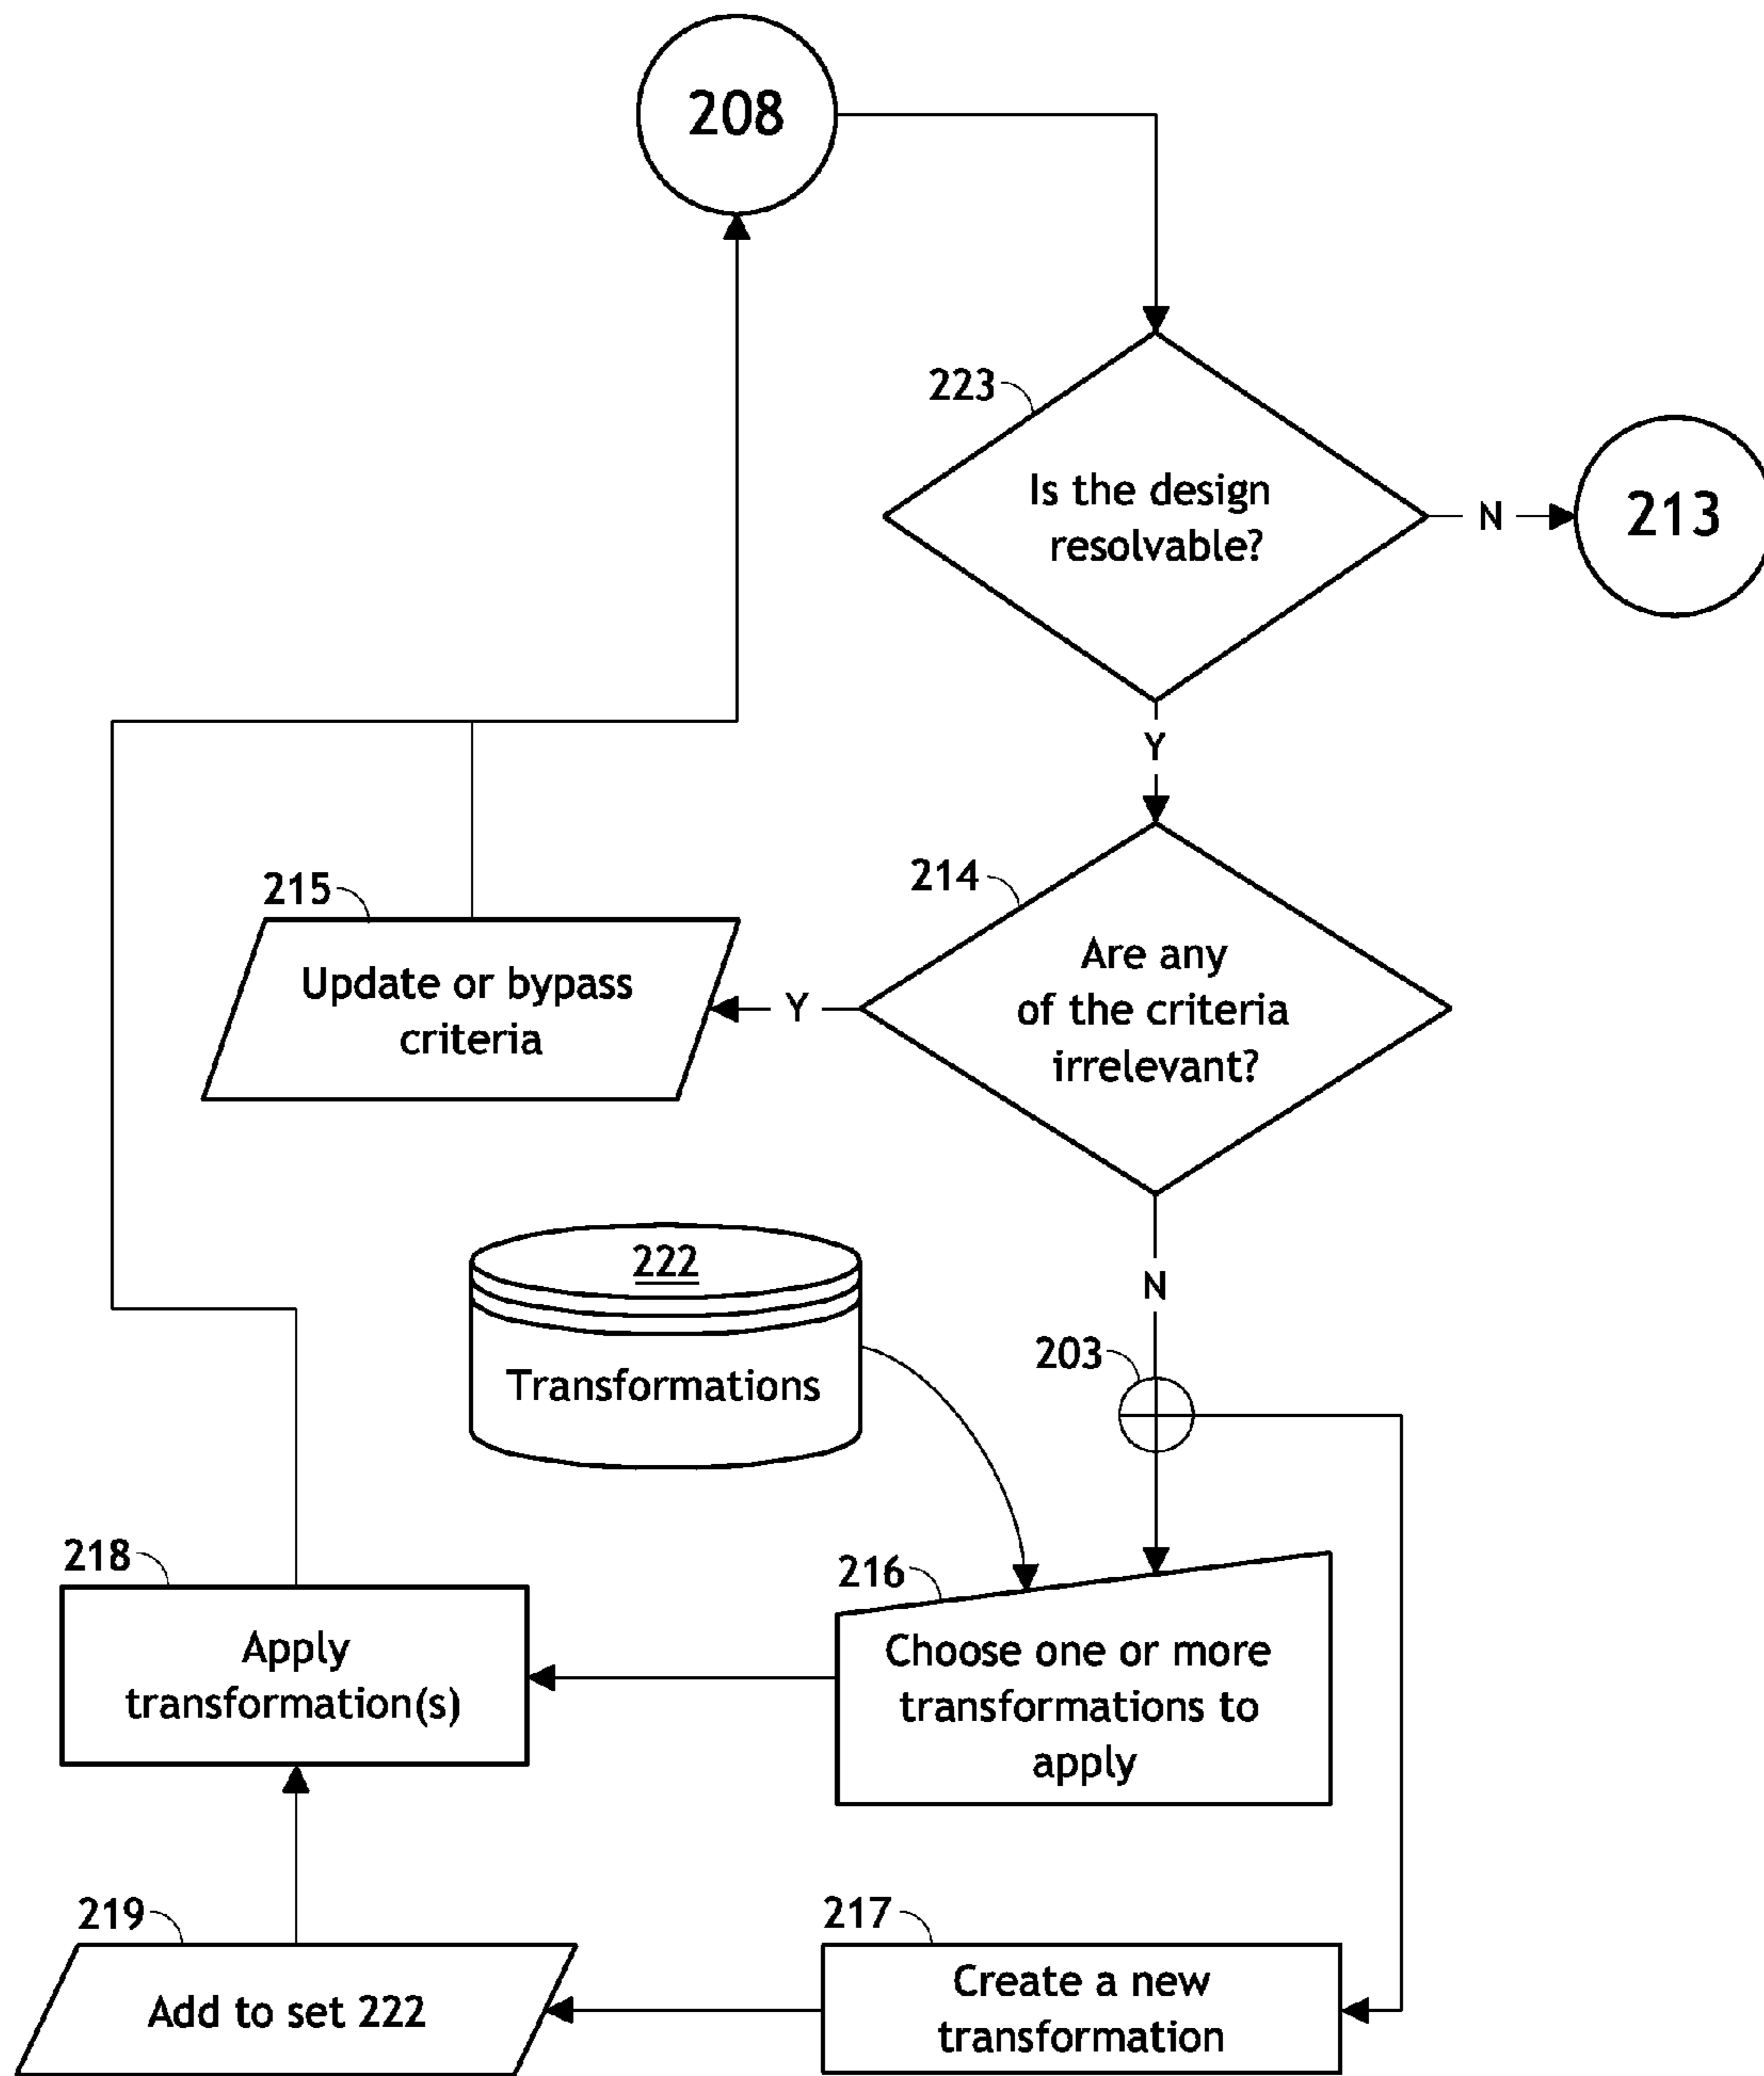 208
223
Is the design
resolvable?
N
213
Y
214
Are any
of the criteria
irrelevant?
Y
215
Update or bypass
criteria
N
222
Transformations
203
218
Apply
transformation(s)
216
Choose one or more
transformations to
apply
219
Add to set 222
217
Create a new
transformation